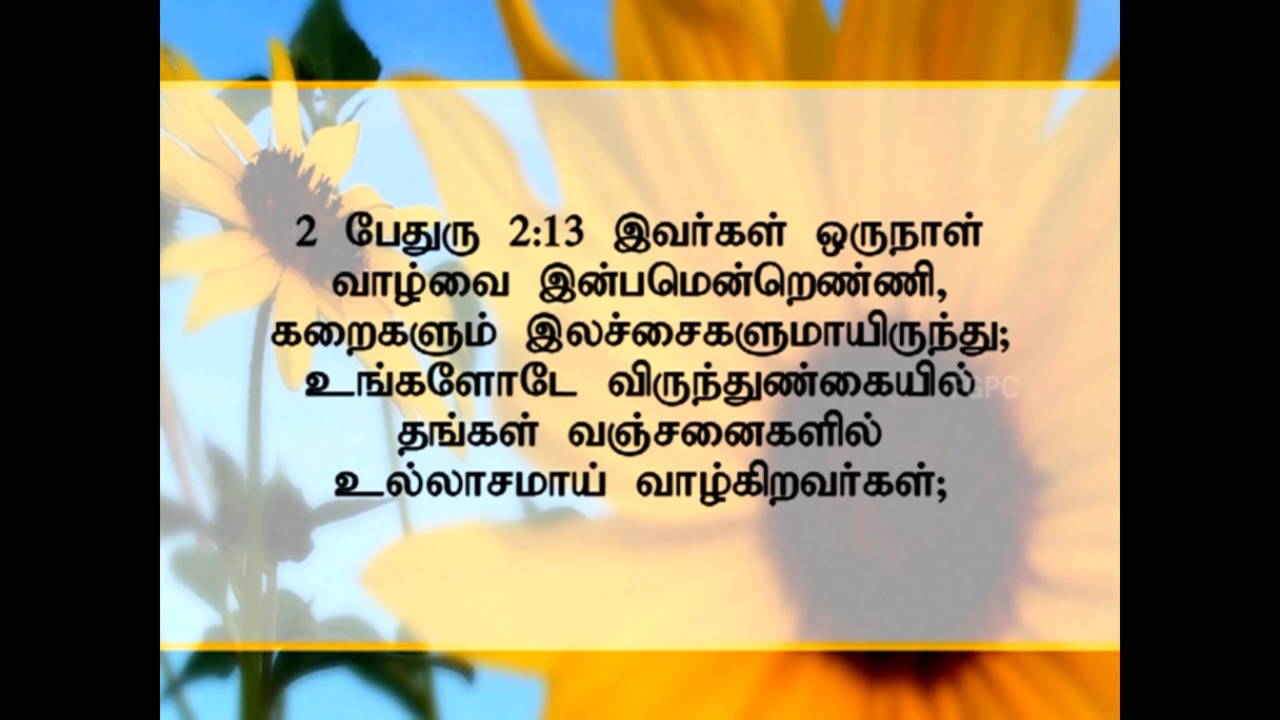 2 பேதுரு 2:13 இவர்கள் ஒருநாள்
வாழ்வை இன்பமென்றெண்ணி,
கறைகளும் இலச்சைகளுமாயிருந்து;
உங்களோடே விருந்துண்கையில்
GPC
தங்கள் வஞ்சனைகளில்
உல்லாசமாய் வாழ்கிறவர்கள்;